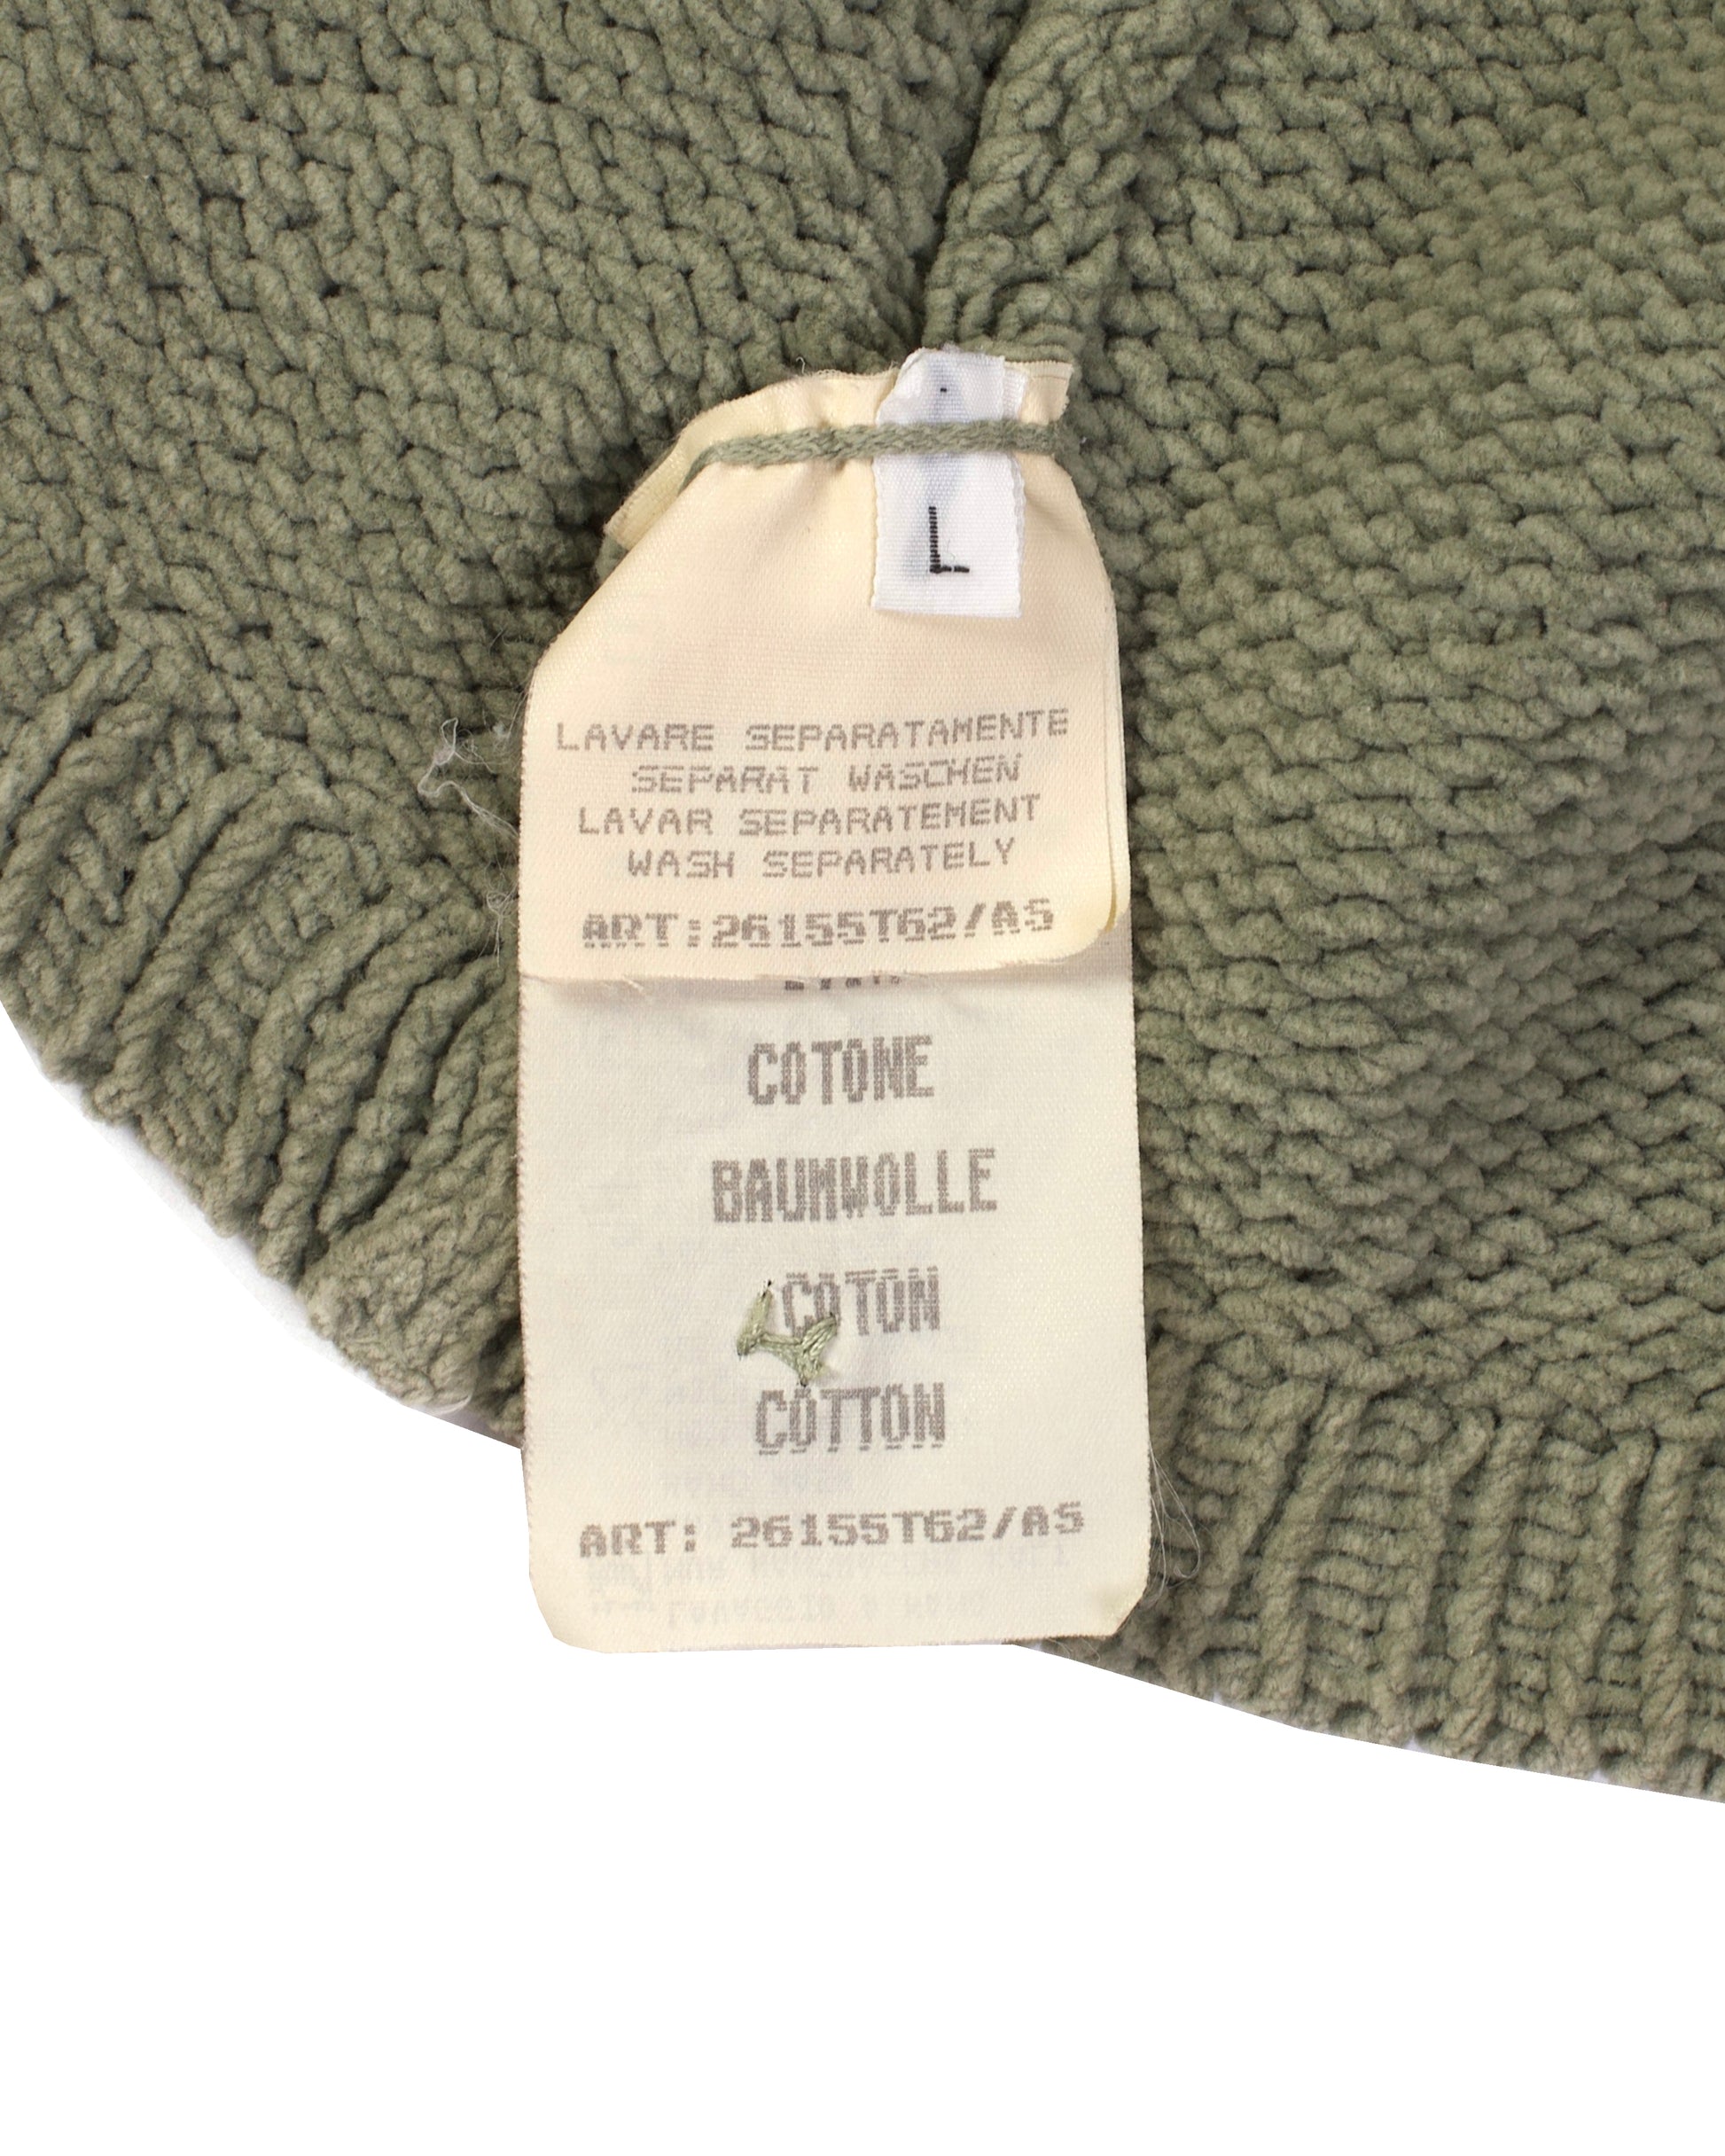 L
LAVARE SEPARATAMENTE
SEPARAT WASCHEN
LAVAR SEPARATEMENT
WASH SEPARATELY
ART:26155T62/AS
COTONE
BAUMWOLLE
COTON
COTTON
ART: 26155T62/AS